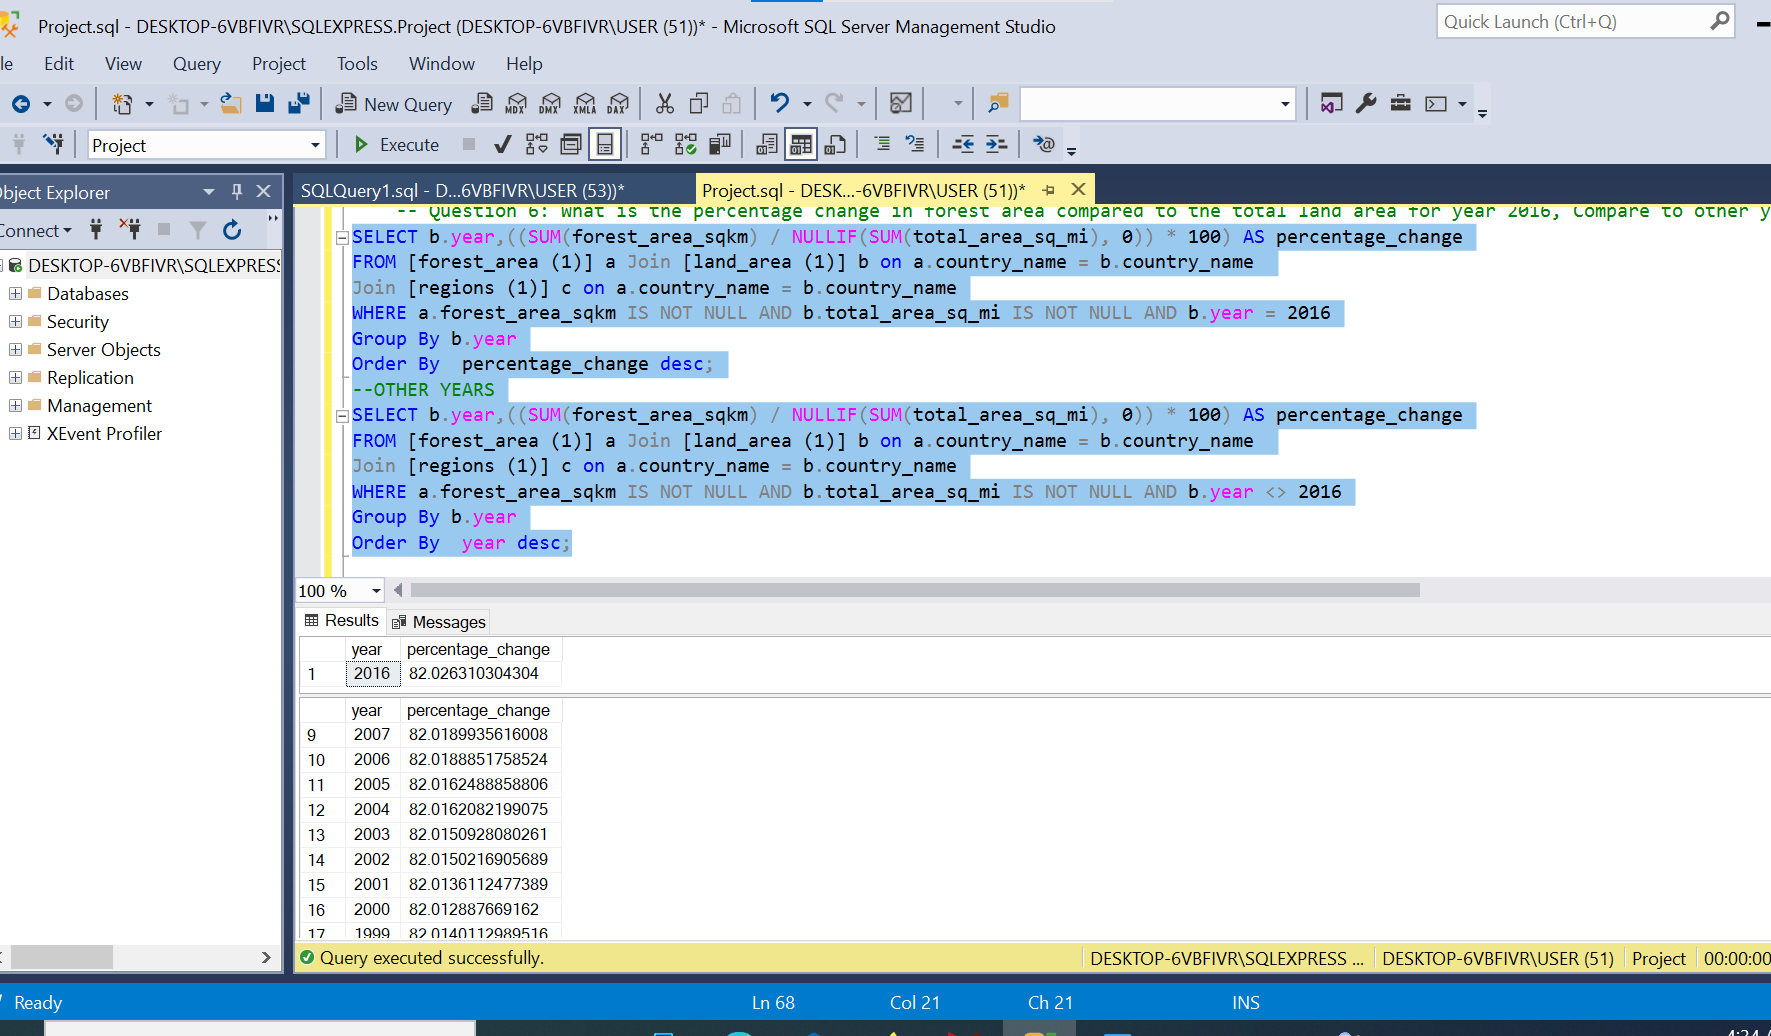 Project.sql - DESKTOP-6VBFIVR\SQLEXPRESS.Project (DESKTOP-6VBFIVR\USER (51))* - Microsoft SQL Server Management Studio
Quick Launch (Ctrl+Q)
le Edit View Query Project Tools Window Help
New Query MDX DMX XMLA DAX
Project Execute
bject Explorer
SQLQuery1.sql - D...6VBFIVR\USER (53))*
Project.sql - DESK...-6VBFIVR\USER (51))*
Connect
DESKTOP-6VBFIVR\SQLEXPRESS
Databases
Security
Server Objects
Replication
Management
XEvent Profiler
-- Question 6: What is the percentage change in forest area compared to the total land area for year 2016, Compare to other y
SELECT b.year,((SUM(forest_area_sqkm) / NULLIF(SUM(total_area_sq_mi), 0)) * 100) AS percentage_change
FROM [forest_area (1)] a Join [land_area (1)] b on a.country_name = b.country_name
Join [regions (1)] c on a.country_name = b.country_name
WHERE a.forest_area_sqkm IS NOT NULL AND b.total_area_sq_mi IS NOT NULL AND b.year = 2016
Group By b.year
Order By  percentage_change desc;
--OTHER YEARS
SELECT b.year,((SUM(forest_area_sqkm) / NULLIF(SUM(total_area_sq_mi), 0)) * 100) AS percentage_change
FROM [forest_area (1)] a Join [land_area (1)] b on a.country_name = b.country_name
Join [regions (1)] c on a.country_name = b.country_name
WHERE a.forest_area_sqkm IS NOT NULL AND b.total_area_sq_mi IS NOT NULL AND b.year <> 2016
Group By b.year
Order By  year desc;
100 %
Results Messages
year percentage_change
1 2016 82.026310304304
year percentage_change
9 2007 82.0189935616008
10 2006 82.0188851758524
11 2005 82.0162488858806
12 2004 82.0162082199075
13 2003 82.0150928080261
14 2002 82.0150216905689
15 2001 82.0136112477389
16 2000 82.012887669162
17 1999 82.0140112989516
Query executed successfully. DESKTOP-6VBFIVR\SQLEXPRESS ... DESKTOP-6VBFIVR\USER (51) Project 00:00:00
Ready Ln 68 Col 21 Ch 21 INS